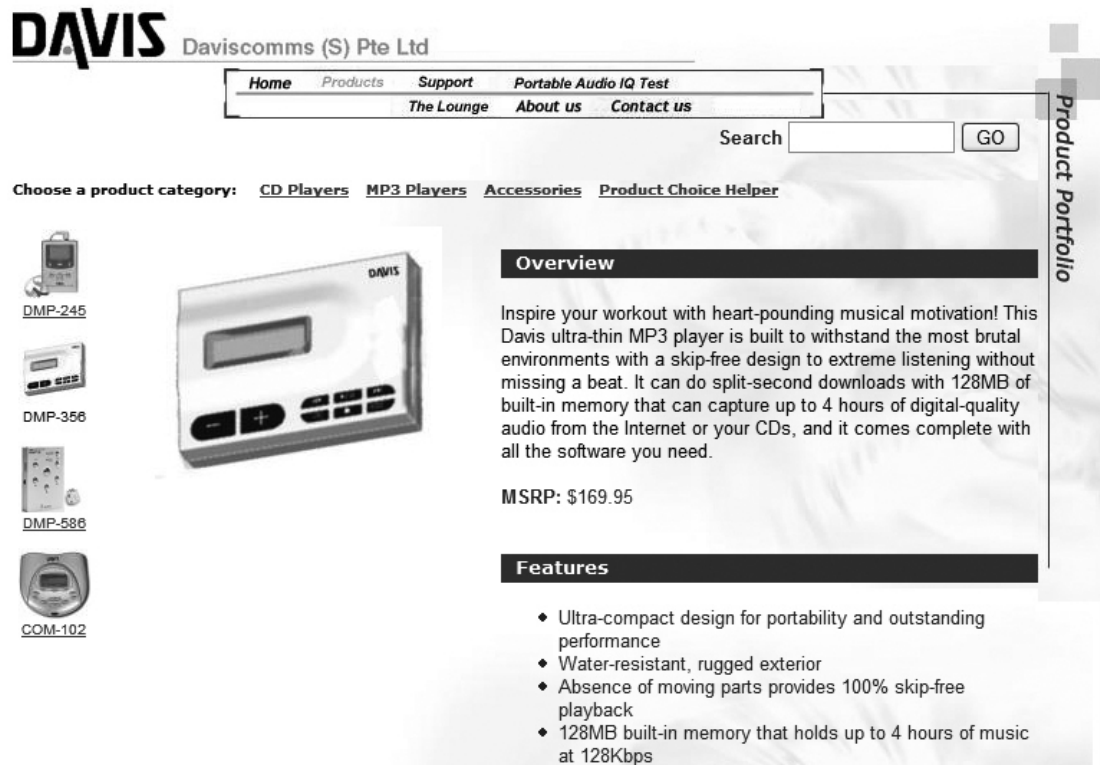 DAVIS Daviscomms (S) Pte Ltd
Home Products Support Portable Audio IQ Test
The Lounge About us Contact us
Search GO
Product Portfolio
Choose a product category: CD Players MP3 Players Accessories Product Choice Helper
DMP-245
DMP-356
DMP-586
COM-102
DAVIS
Overview
Inspire your workout with heart-pounding musical motivation! This
Davis ultra-thin MP3 player is built to withstand the most brutal
environments with a skip-free design to extreme listening without
missing a beat. It can do split-second downloads with 128MB of
built-in memory that can capture up to 4 hours of digital-quality
audio from the Internet or your CDs, and it comes complete with
all the software you need.
MSRP: $169.95
Features
Ultra-compact design for portability and outstanding
performance
Water-resistant, rugged exterior
Absence of moving parts provides 100% skip-free
playback
128MB built-in memory that holds up to 4 hours of music
at 128Kbps